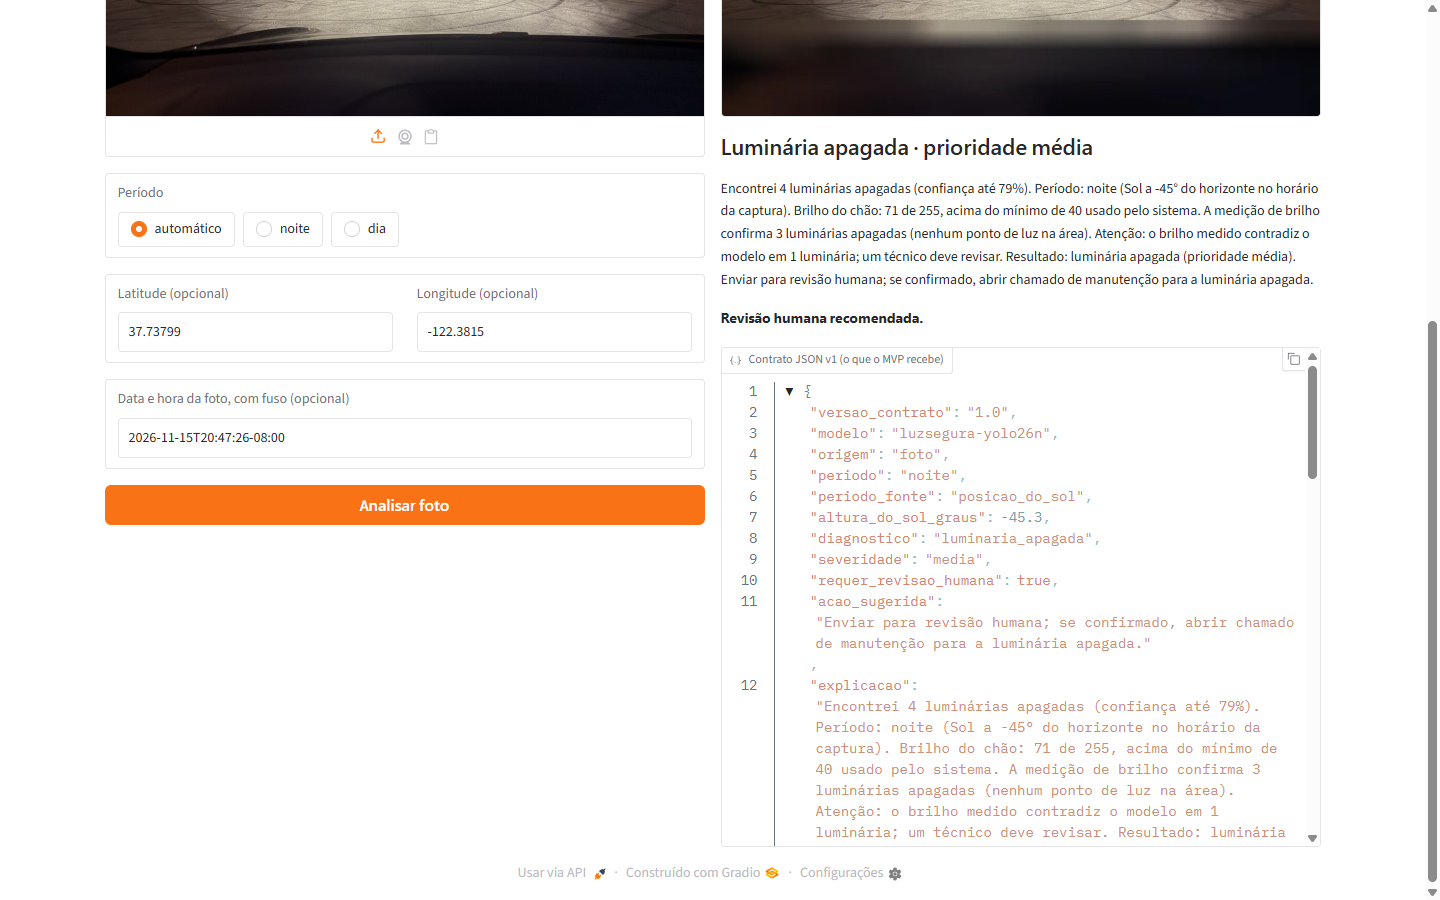 Período
automático
noite
dia
Latitude (opcional)
Longitude (opcional)
37.73799
-122.3815
Data e hora da foto, com fuso (opcional)
2026-11-15T20:47:26-08:00
Analisar foto
Luminária apagada · prioridade média
Encontrei 4 luminárias apagadas (confiança até 79%). Período: noite (Sol a -45° do horizonte no horário
da captura). Brilho do chão: 71 de 255, acima do mínimo de 40 usado pelo sistema. A medição de brilho
confirma 3 luminárias apagadas (nenhum ponto de luz na área). Atenção: o brilho medido contradiz o
modelo em 1 luminária; um técnico deve revisar. Resultado: luminária apagada (prioridade média).
Enviar para revisão humana; se confirmado, abrir chamado de manutenção para a luminária apagada.
Revisão humana recomendada.
{.} Contrato JSON v1 (o que o MVP recebe)
1 {
2 "versao_contrato": "1.0",
3 "modelo": "luzsegura-yolo26n",
4 "origem": "foto",
5 "periodo": "noite",
6 "periodo_fonte": "posicao_do_sol",
7 "altura_do_sol_graus": -45.3,
8 "diagnostico": "luminaria_apagada",
9 "severidade": "media",
10 "requer_revisao_humana": true,
11 "acao_sugerida":
"Enviar para revisão humana; se confirmado, abrir chamado
de manutenção para a luminária apagada."
,
12 "explicacao":
"Encontrei 4 luminárias apagadas (confiança até 79%).
Período: noite (Sol a -45° do horizonte no horário da
captura). Brilho do chão: 71 de 255, acima do mínimo de
40 usado pelo sistema. A medição de brilho confirma 3
luminárias apagadas (nenhum ponto de luz na área).
Atenção: o brilho medido contradiz o modelo em 1
luminária; um técnico deve revisar. Resultado: luminária
Usar via API · Construído com Gradio · Configurações